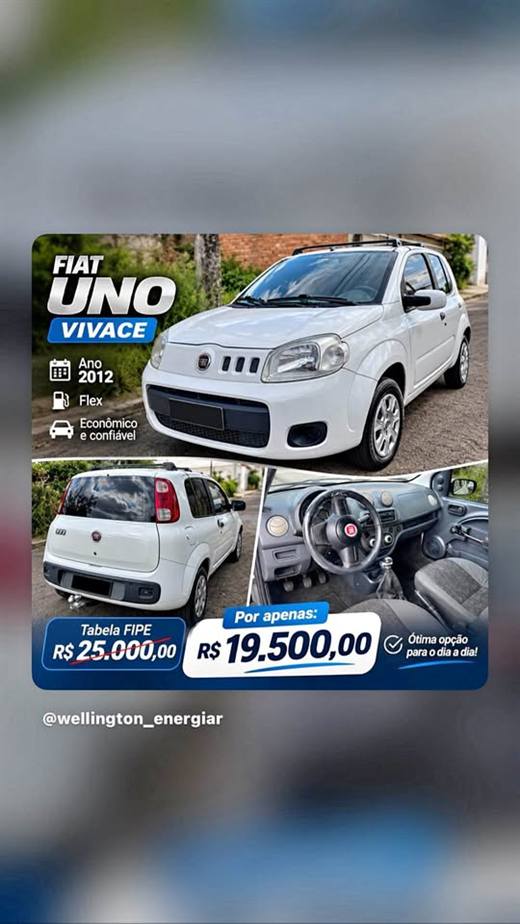 FIAT
UNO
VIVACE
Ano
2012
Flex
Econômico
e confiável
Tabela FIPE
R$ 25.000,00
Por apenas:
R$ 19.500,00
Ótima opção
para o dia a dia!
@wellington_energiar